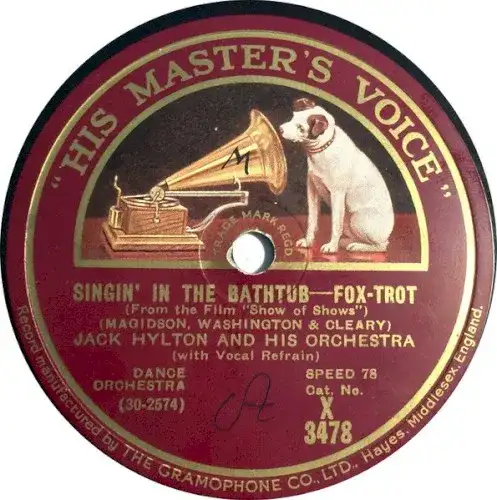 "HIS MASTER'S VOICE"
M
TRADE MARK REGD
SINGIN' IN THE BATHTUB—FOX-TROT
(From the Film "Show of Shows")
(MAGIDSON, WASHINGTON & CLEARY)
JACK HYLTON AND HIS ORCHESTRA
(with Vocal Refrain)
DANCE
ORCHESTRA
(30-2574)
SPEED 78
Cat. No.
X
3478
A
Record manufactured by THE GRAMOPHONE CO., LTD., Hayes, Middlesex, England.